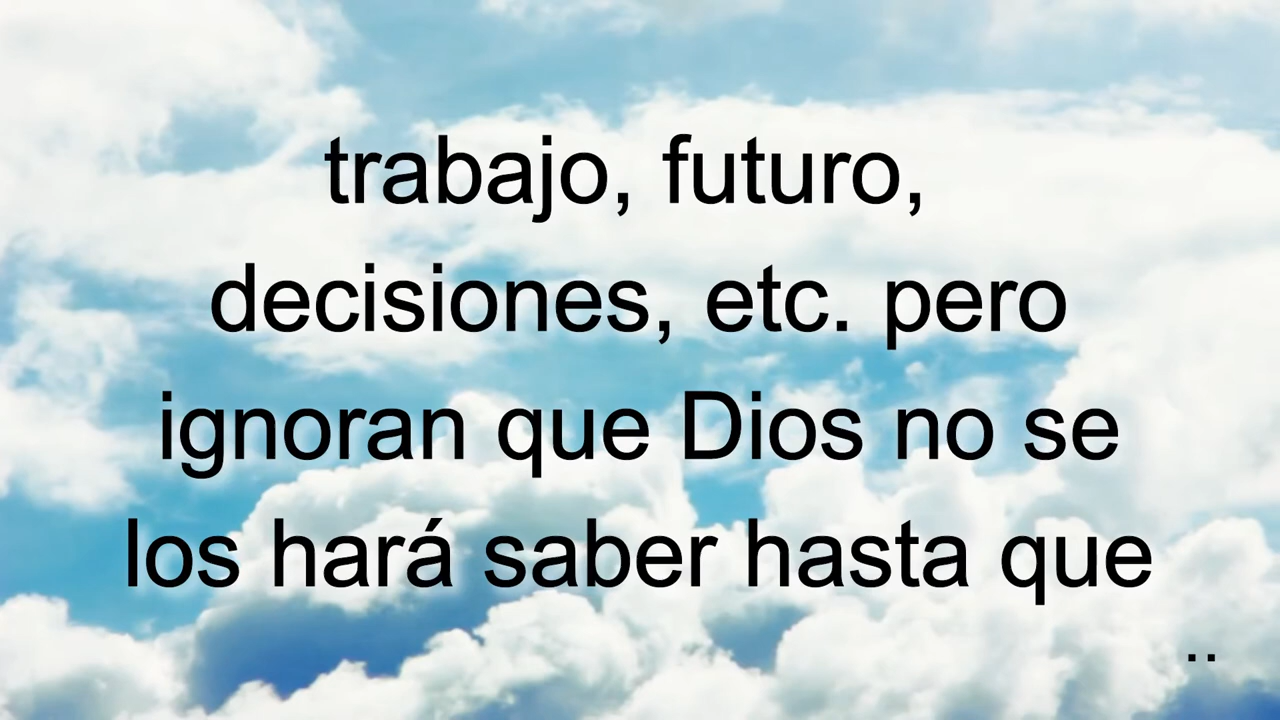 trabajo, futuro,
decisiones, etc. pero
ignoran que Dios no se
los hará saber hasta que
..